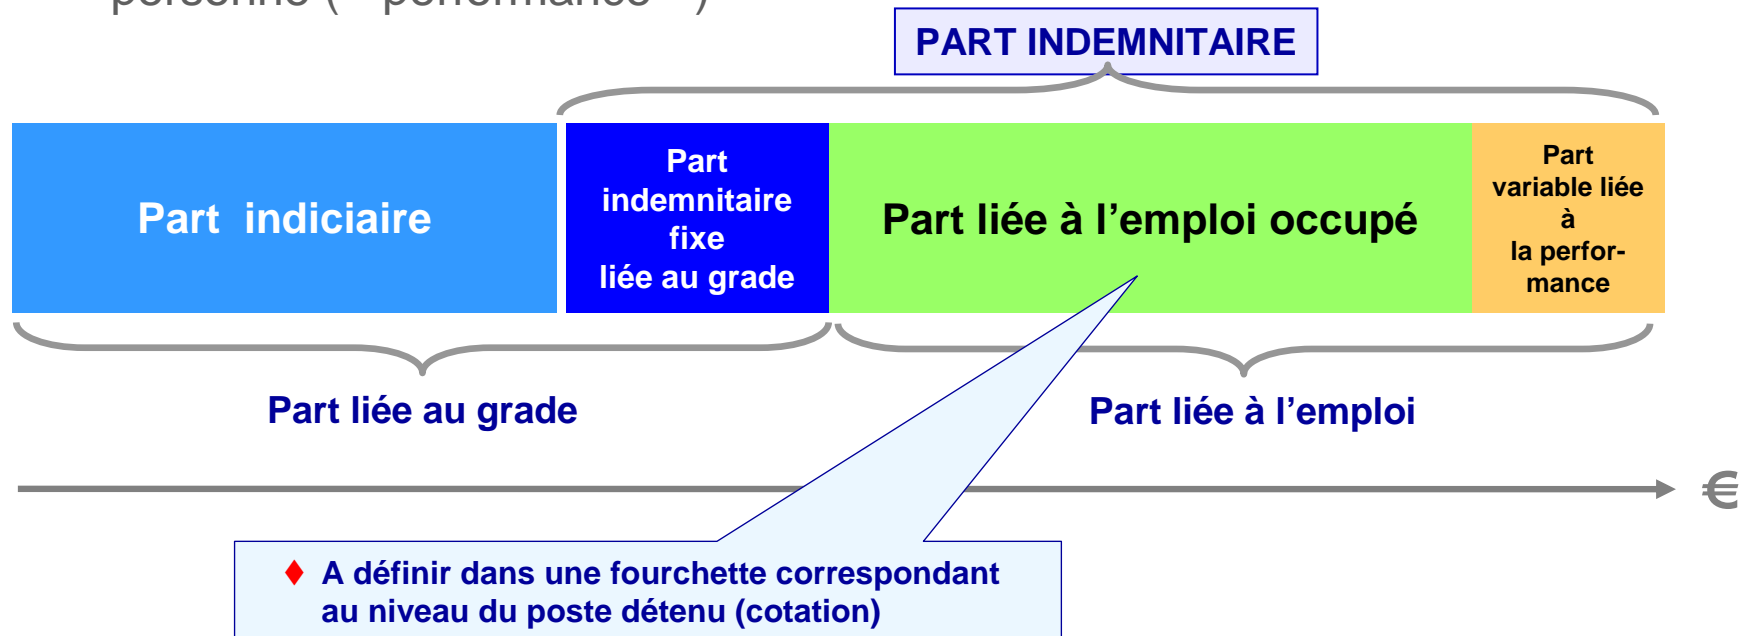 personne (" performance ")
PART INDEMNITAIRE
Part indiciaire
Part
indemnitaire
fixe
liée au grade
Part liée à l’emploi occupé
Part
variable liée
à
la perfor-
mance
Part liée au grade
Part liée à l’emploi
€
A définir dans une fourchette correspondant
au niveau du poste détenu (cotation)